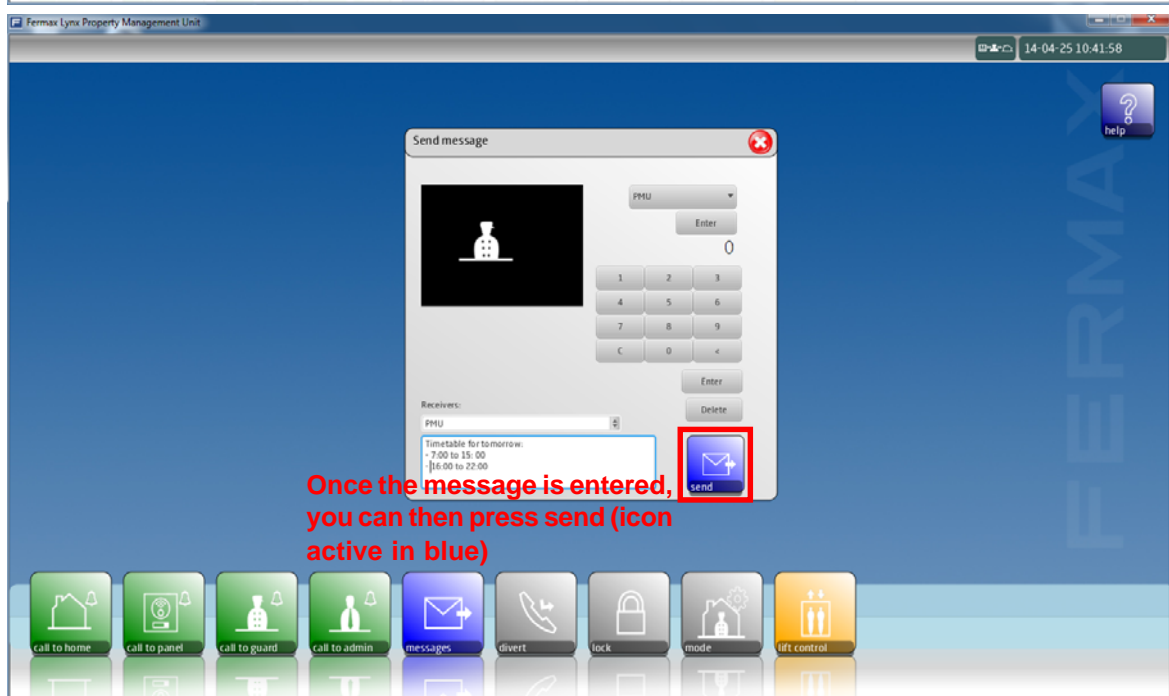 Fermax Lynx Property Management Unit
14-04-25 10:41:58
help
Send message
PMU
Enter
0
1 2 3
4 5 6
7 8 9
C 0 <
Enter
Receivers:
Delete
PMU
Timetable for tomorrow:
- 7:00 to 15: 00
- 16:00 to 22:00
send
Once the message is entered,
you can then press send (icon
active in blue)
FERMAX
call to home call to panel call to guard call to admin messages divert lock mode lift control